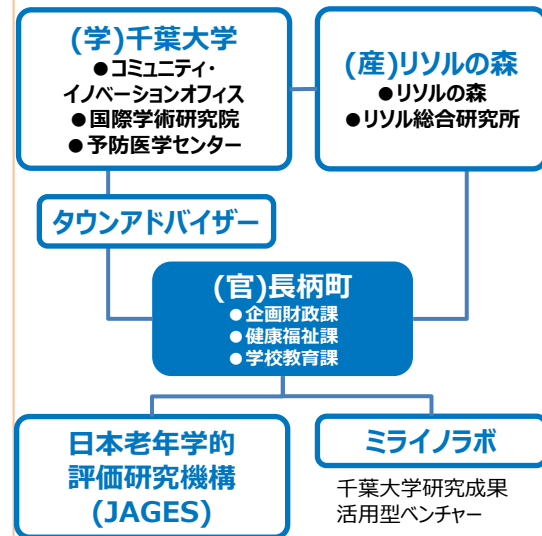 (学)千葉大学
●コミュニティ・
イノベーションオフィス
●国際学術研究院
●予防医学センター
(産)リソルの森
●リソルの森
●リソル総合研究所
タウンアドバイザー
(官)長柄町
●企画財政課
●健康福祉課
●学校教育課
日本老年学的
評価研究機構
(JAGES)
ミライノラボ
千葉大学研究成果
活用型ベンチャー